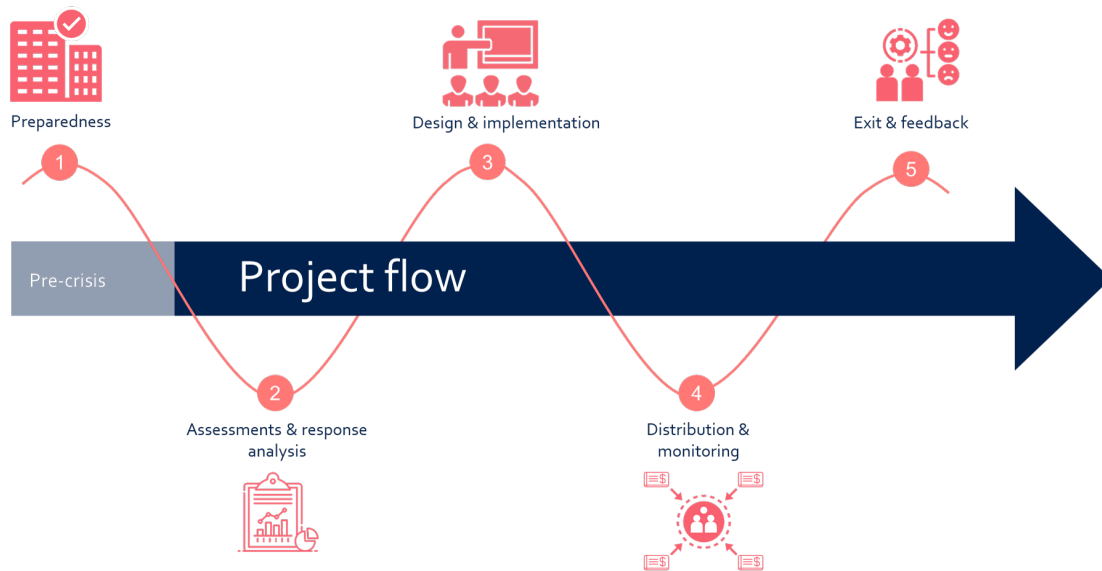 Preparedness
Design & implementation
Exit & feedback
1
3
5
Pre-crisis
Project flow
2
4
Assessments & response
analysis
Distribution &
monitoring
$
$
$
$